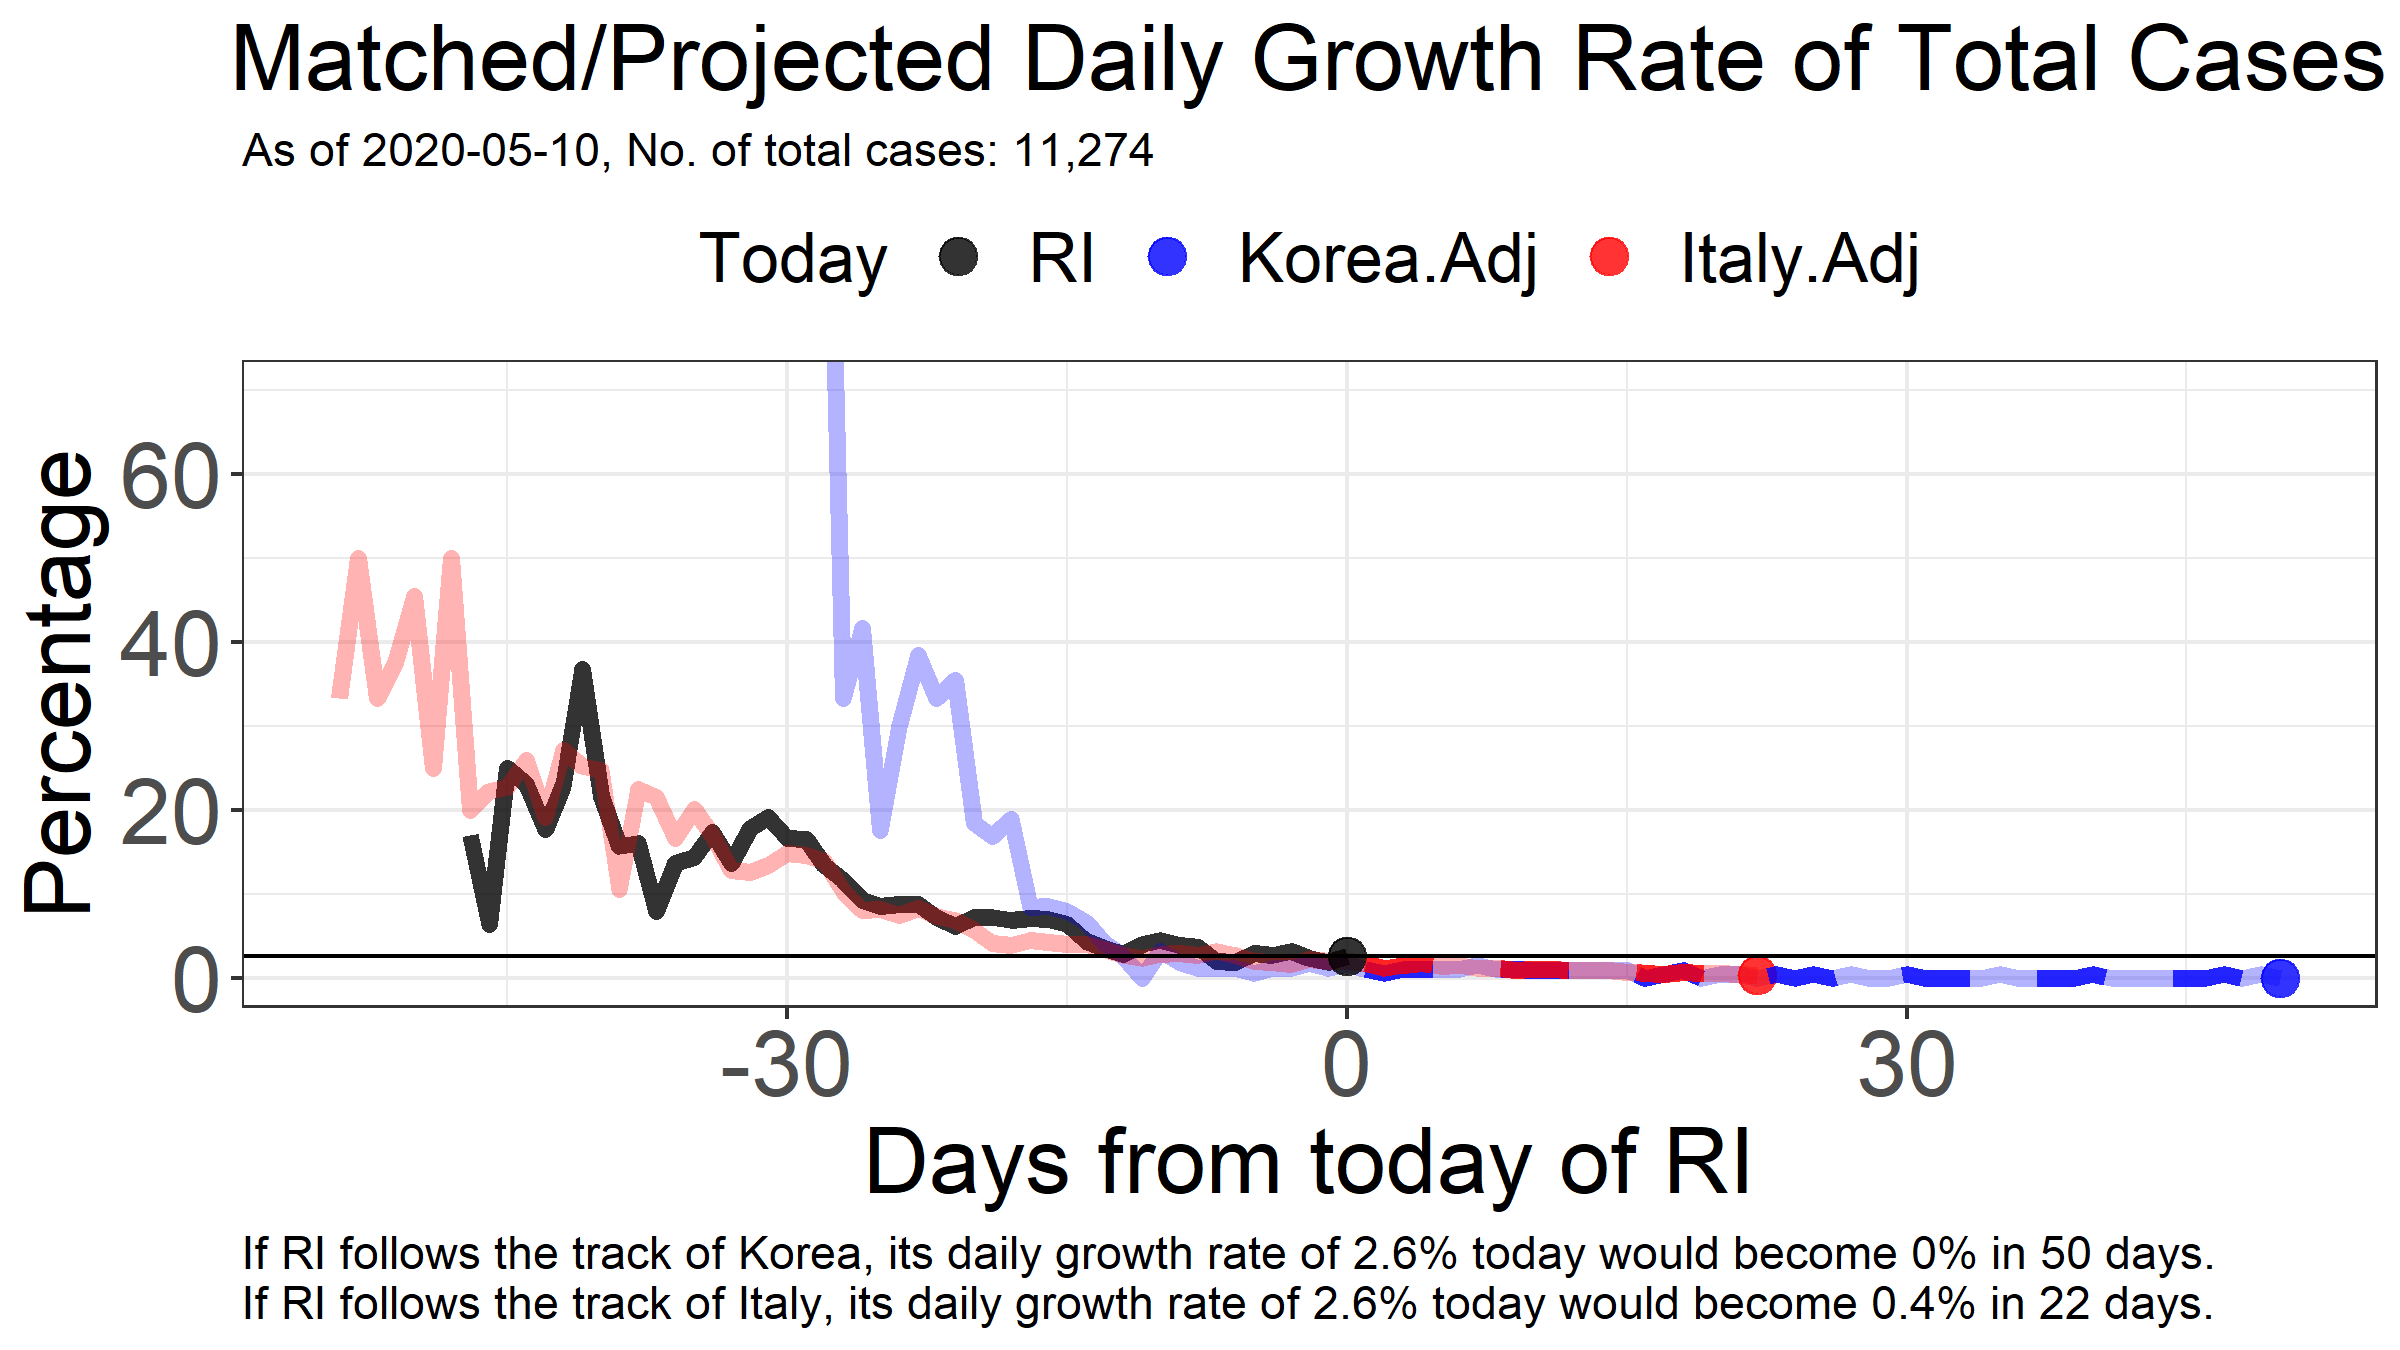 Matched/Projected Daily Growth Rate of Total Cases
As of 2020-05-10, No. of total cases: 11,274
Today RI Korea.Adj Italy.Adj
Percentage
60
40
20
0
-30 0 30
Days from today of RI
If RI follows the track of Korea, its daily growth rate of 2.6% today would become 0% in 50 days.
If RI follows the track of Italy, its daily growth rate of 2.6% today would become 0.4% in 22 days.